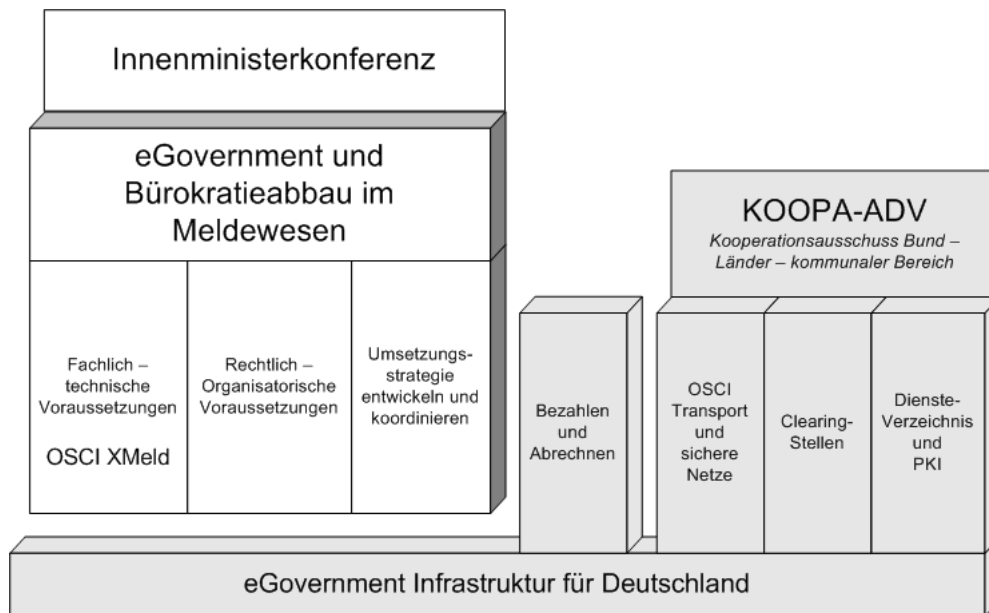 Innenministerkonferenz
eGovernment und
Bürokratieabbau im
Meldewesen
Fachlich –
technische
Voraussetzungen
OSCI XMeld
Rechtlich –
Organisatorische
Voraussetzungen
Umsetzungs-
strategie
entwickeln und
koordinieren
Bezahlen
und
Abrechnen
KOOPA-ADV
Kooperationsausschuss Bund –
Länder – kommunaler Bereich
OSCI
Transport
und
sichere
Netze
Clearing-
Stellen
Dienste-
Verzeichnis
und
PKI
eGovernment Infrastruktur für Deutschland